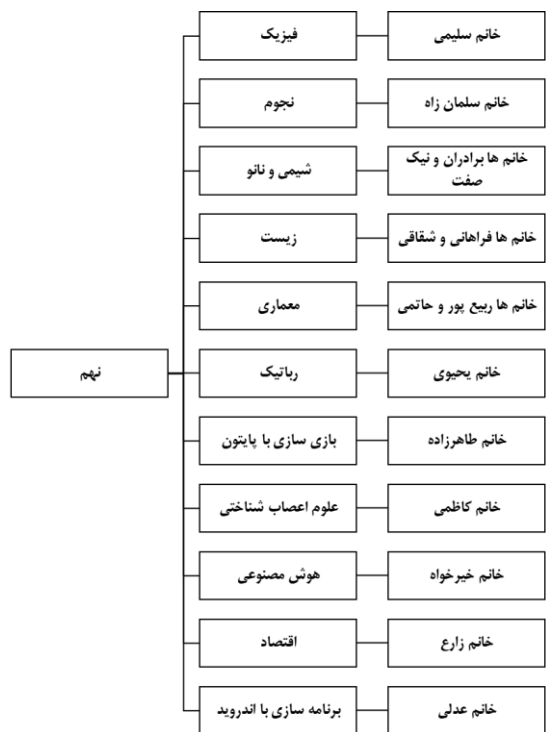 فیزیک
خانم سلیمی
نجوم
خانم سلمان زاه
شیمی و نانو
خانم ها برادران و نیک
صفت
زیست
خانم ها فراهانی و شقاقی
معماری
خانم ها ربیع پور و حاتمی
نهم
رباتیک
خانم یحیوی
بازی سازی با پایتون
خانم طاهرزاده
علوم اعصاب شناختی
خانم کاظمی
هوش مصنوعی
خانم خیرخواه
اقتصاد
خانم زارع
برنامه سازی با اندروید
خانم عدلی